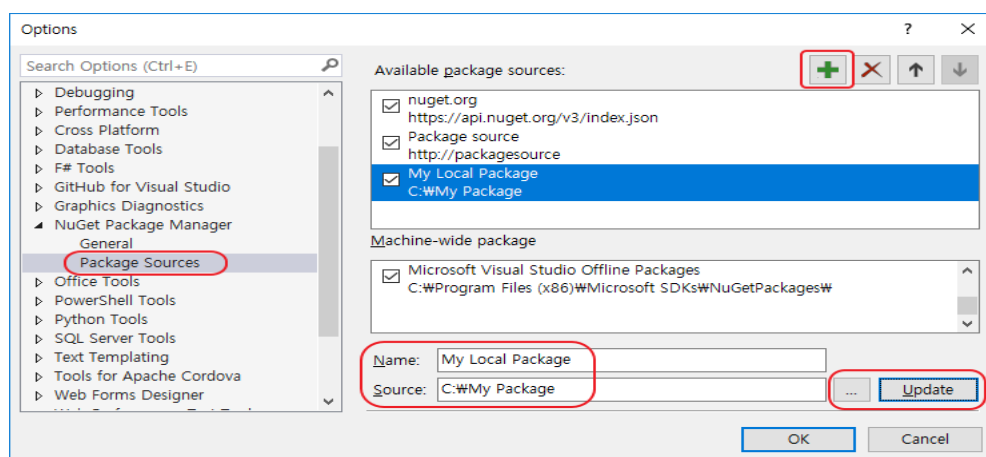 Options
?
Search Options (Ctrl+E)
Debugging
Performance Tools
Cross Platform
Database Tools
F# Tools
GitHub for Visual Studio
Graphics Diagnostics
NuGet Package Manager
General
Package Sources
Office Tools
PowerShell Tools
Python Tools
SQL Server Tools
Text Templating
Tools for Apache Cordova
Web Forms Designer
Available package sources:
nuget.org
https://api.nuget.org/v3/index.json
Package source
http://packagesource
My Local Package
C:₩My Package
Machine-wide package
Microsoft Visual Studio Offline Packages
C:₩Program Files (x86)₩Microsoft SDKs₩NuGetPackages₩
Name: My Local Package
Source: C:₩My Package ... Update
OK Cancel